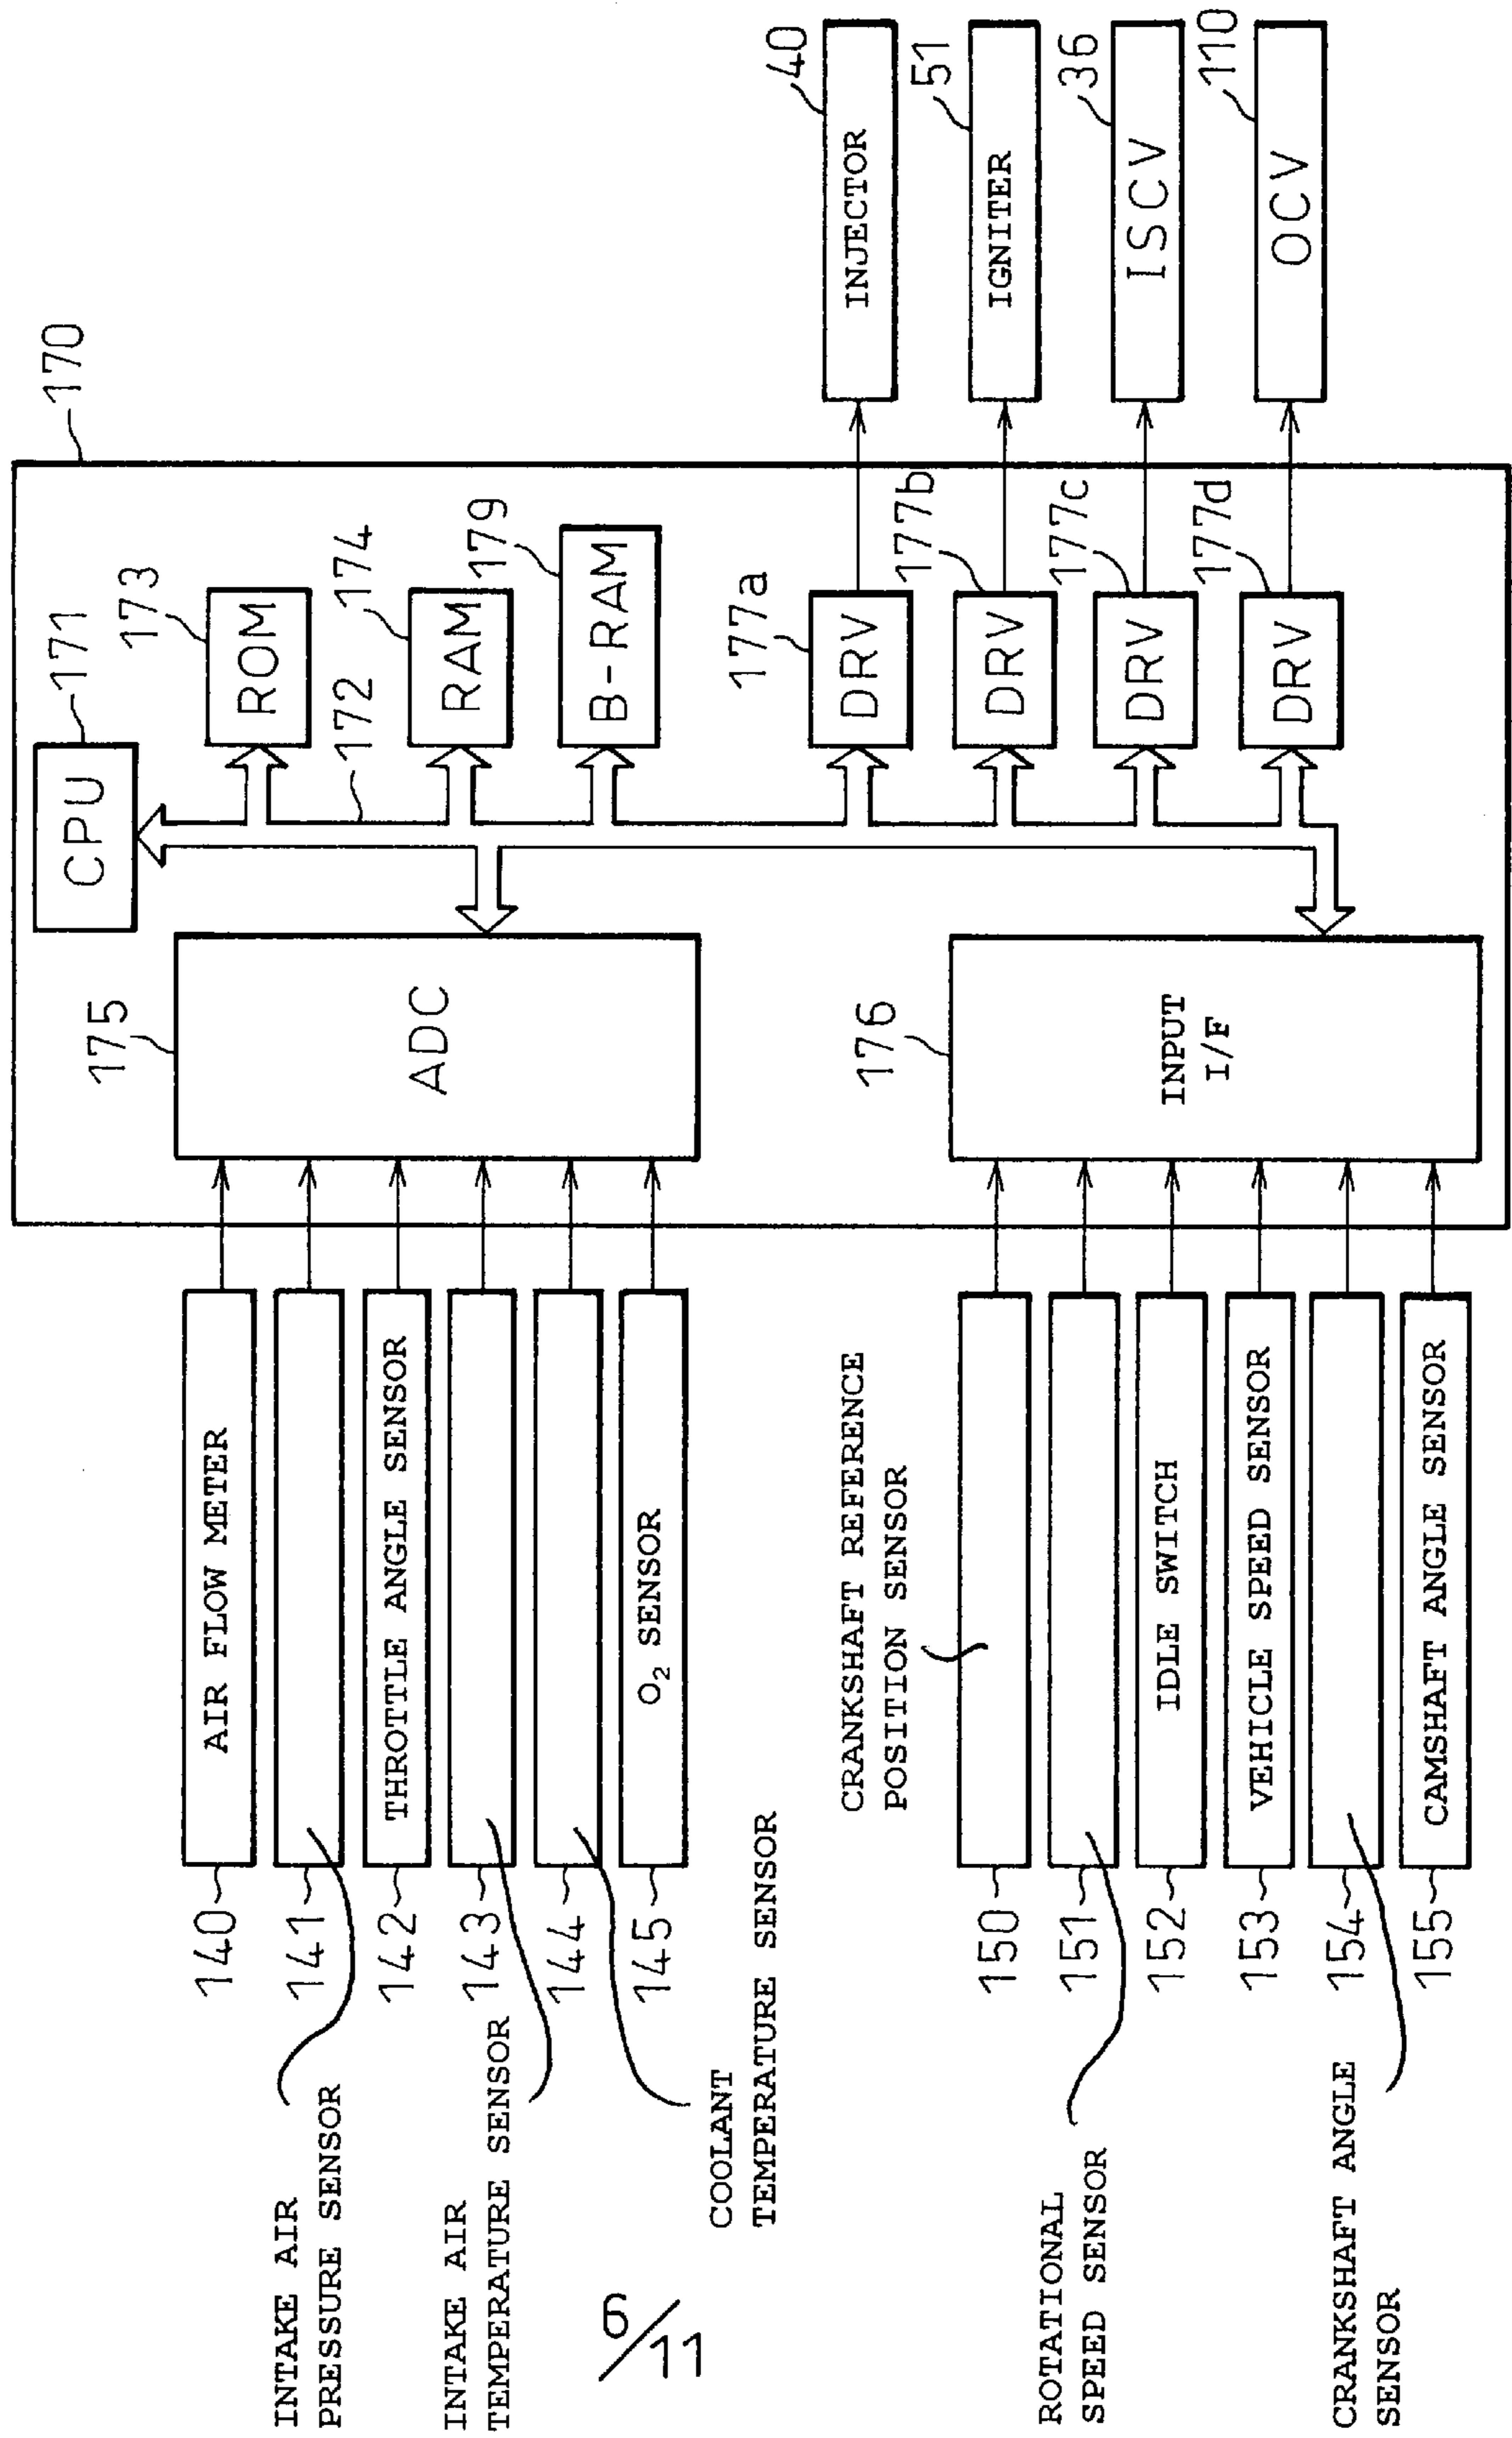 170
CPU
171
ROM
173
RAM
174
B-RAM
179
172
175
ADC
176
INPUT
I/F
177a
DRV
177b
DRV
177c
DRV
177d
DRV
INJECTOR
40
IGNITER
51
ISCV
36
OCV
110
140
AIR FLOW METER
141
INTAKE AIR
PRESSURE SENSOR
142
THROTTLE ANGLE SENSOR
143
INTAKE AIR
TEMPERATURE SENSOR
144
COOLANT
TEMPERATURE SENSOR
145
O₂ SENSOR
CRANKSHAFT REFERENCE
POSITION SENSOR
150
151
ROTATIONAL
SPEED SENSOR
152
IDLE SWITCH
153
VEHICLE SPEED SENSOR
154
CRANKSHAFT ANGLE
SENSOR
155
CAMSHAFT ANGLE SENSOR
6/11